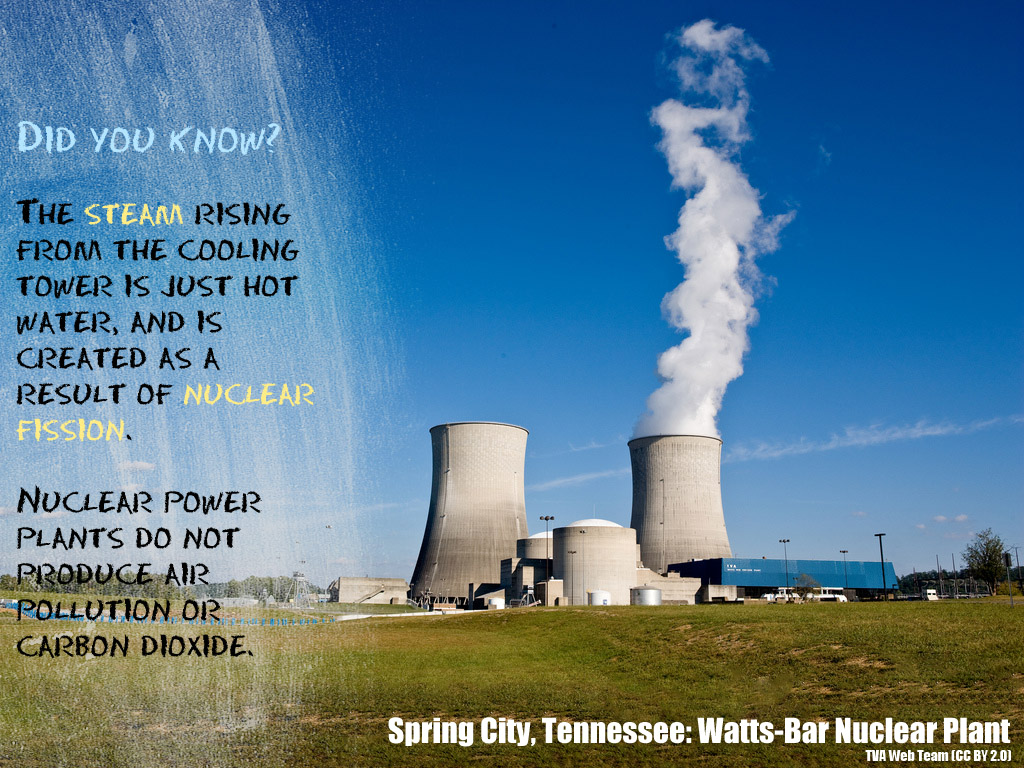 Did you know?
The steam rising
from the cooling
tower is just hot
water, and is
created as a
result of nuclear
fission.
Nuclear power
plants do not
produce air
pollution or
carbon dioxide.
TVA
Spring City, Tennessee: Watts-Bar Nuclear Plant
TVA Web Team (CC BY 2.0)